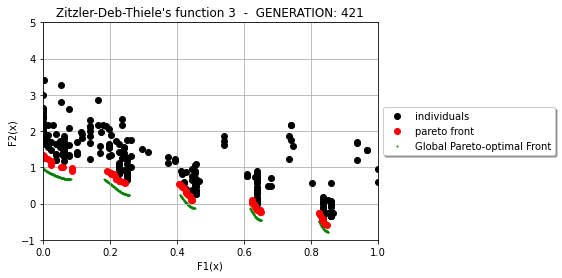 Zitzler-Deb-Thiele's function 3 - GENERATION: 421
5
4
3
2
1
0
−1
F2(x)
0.0 0.2 0.4 0.6 0.8 1.0
F1(x)
individuals
pareto front
Global Pareto-optimal Front